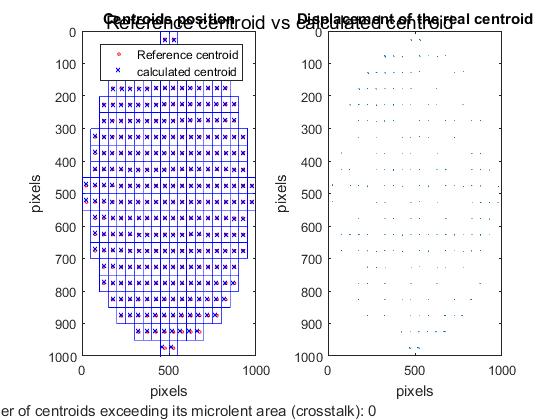 Reference centroid vs calculated centroid
Centroids position
Displacement of the real centroid
0
100
200
300
400
500
600
700
800
900
1000
pixels
0
500
1000
pixels
Reference centroid
calculated centroid
0
100
200
300
400
500
600
700
800
900
1000
pixels
0
500
1000
pixels
er of centroids exceeding its microlent area (crosstalk): 0